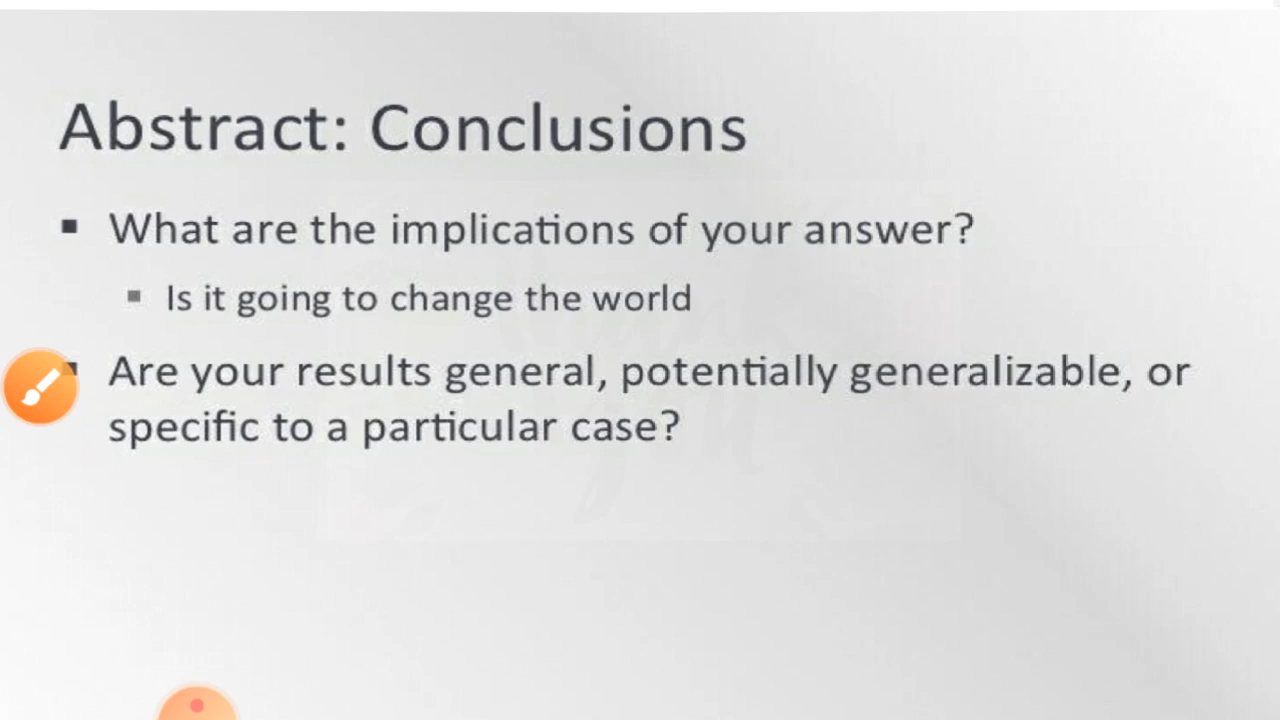 Abstract: Conclusions
What are the implications of your answer?
Is it going to change the world
Are your results general, potentially generalizable, or
specific to a particular case?